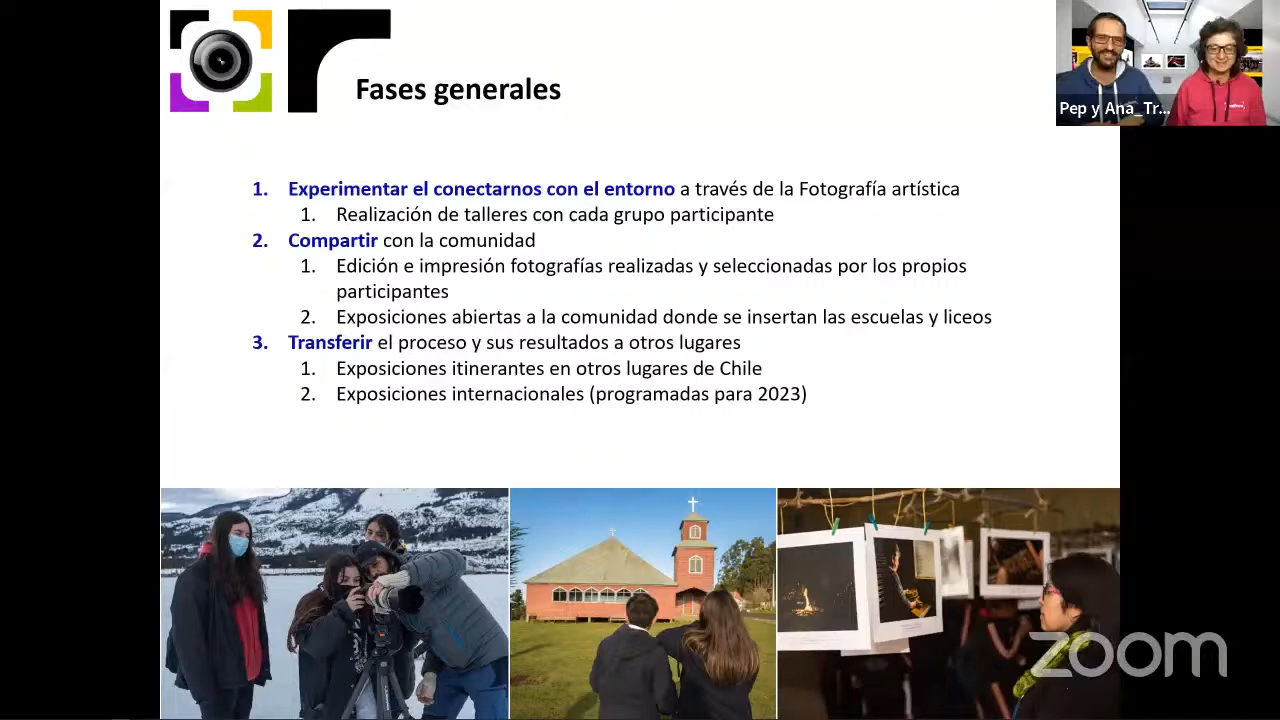 Fases generales
Pep y Ana_Tr...
1. Experimentar el conectarnos con el entorno a través de la Fotografía artística
1. Realización de talleres con cada grupo participante
2. Compartir con la comunidad
1. Edición e impresión fotografías realizadas y seleccionadas por los propios
participantes
2. Exposiciones abiertas a la comunidad donde se insertan las escuelas y liceos
3. Transferir el proceso y sus resultados a otros lugares
1. Exposiciones itinerantes en otros lugares de Chile
2. Exposiciones internacionales (programadas para 2023)
zoom